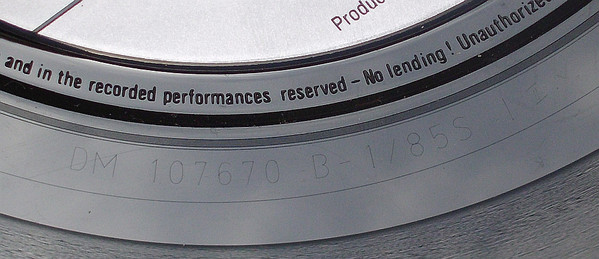 Produc
and in the recorded performances reserved – No lending! Unauthorized
DM 107670 B-1/85S